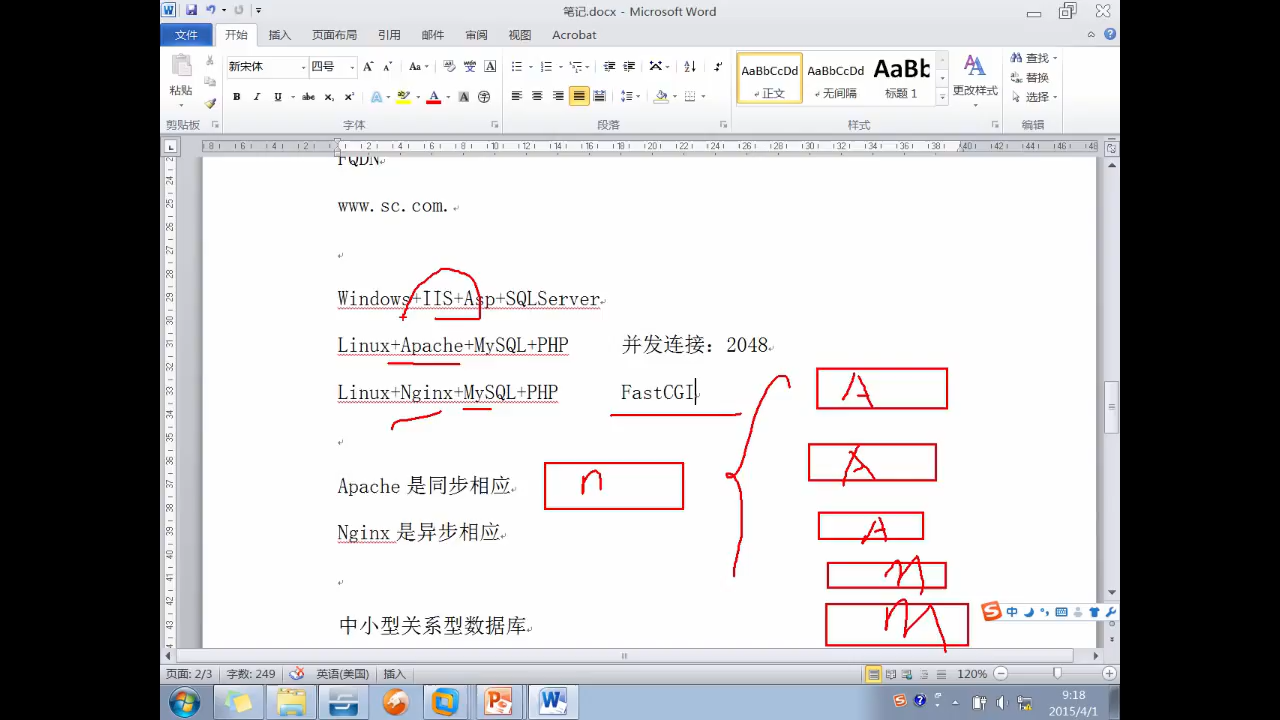 笔记.docx - Microsoft Word
文件 开始 插入 页面布局 引用 邮件 审阅 视图 Acrobat
新宋体 四号
粘贴
AaBbCcDd AaBbCcDd AaBb
正文 无间隔 标题 1
更改样式
查找
替换
选择
剪贴板 字体 段落 样式 编辑
FQDN
www.sc.com.
Windows+IIS+Asp+SQLServer
Linux+Apache+MySQL+PHP 并发连接：2048
Linux+Nginx+MySQL+PHP FastCGI
A
A
Apache 是同步相应
n
Nginx 是异步相应
A
n
中小型关系型数据库
页面: 2/3 字数: 249 英语(美国) 插入 120%
9:18
2015/4/1